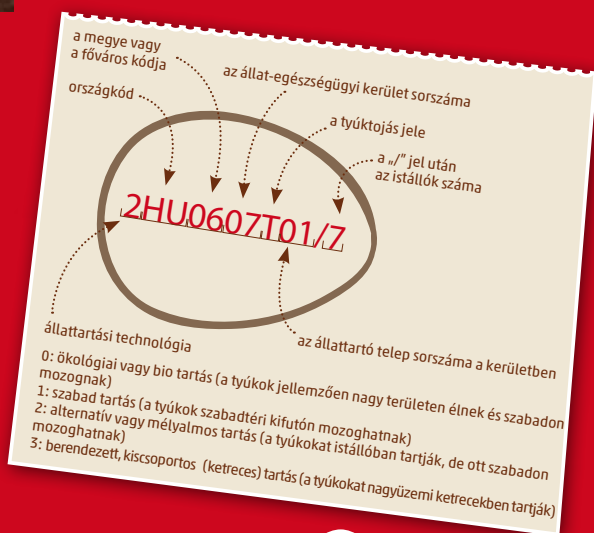 a megye vagy
a főváros kódja
az állat-egészségügyi kerület sorszáma
országkód
a tyúktojás jele
a „/” jel után
az istállók száma
2HU0607T01/7
állattartási technológia
az állattartó telep sorszáma a kerületben
0: ökológiai vagy bio tartás (a tyúkok jellemzően nagy területen élnek és szabadon
mozognak)
1: szabad tartás (a tyúkok szabadtéri kifutón mozoghatnak)
2: alternatív vagy mélyalmos tartás (a tyúkokat istállóban tartják, de ott szabadon
mozoghatnak)
3: berendezett, kiscsoportos (ketreces) tartás (a tyúkokat nagyüzemi ketrecekben tartják)